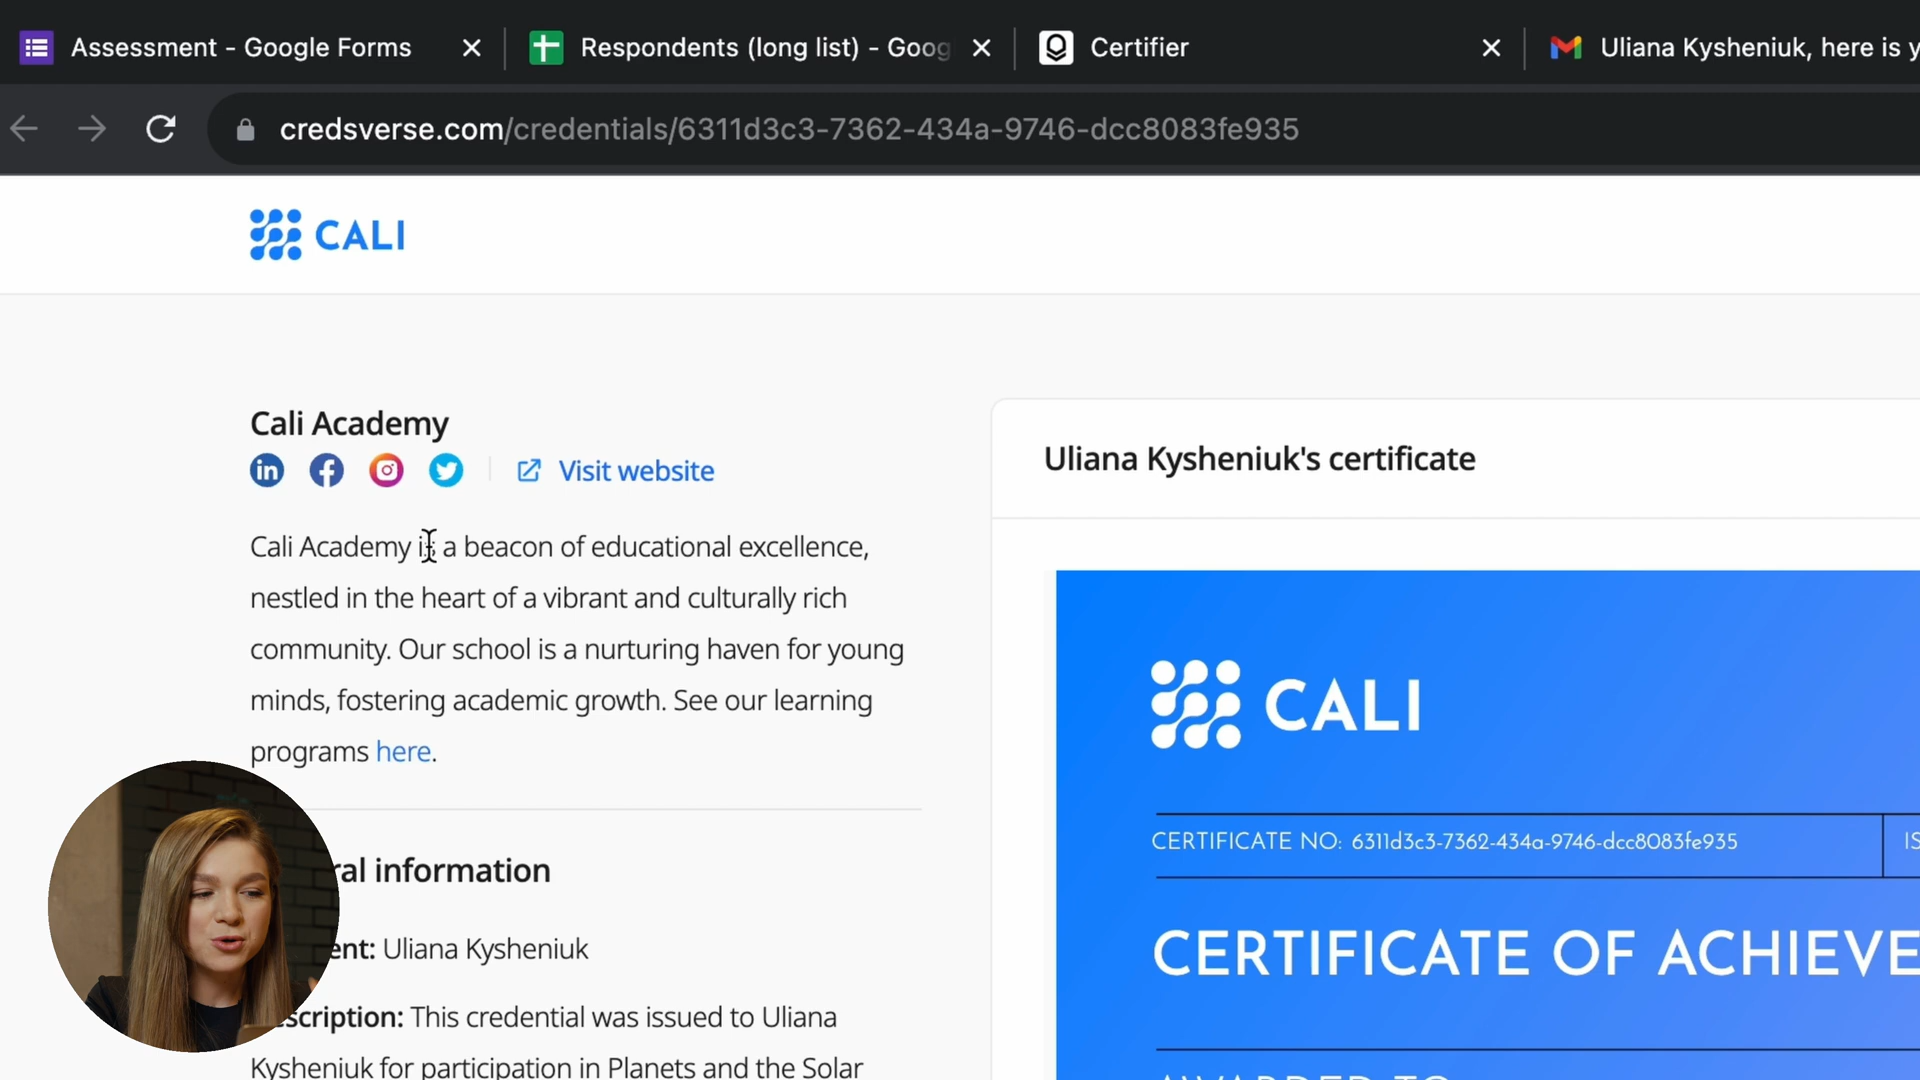 Assessment - Google Forms
Respondents (long list) - Goog
Certifier
Uliana Kysheniuk, here is y
credsverse.com/credentials/6311d3c3-7362-434a-9746-dcc8083fe935
CALI
Cali Academy
in
Visit website
Cali Academy is a beacon of educational excellence,
nestled in the heart of a vibrant and culturally rich
community. Our school is a nurturing haven for young
minds, fostering academic growth. See our learning
programs here.
ral information
ent: Uliana Kysheniuk
scription: This credential was issued to Uliana
Kysheniuk for participation in Planets and the Solar
Uliana Kysheniuk's certificate
CALI
CERTIFICATE NO: 6311d3c3-7362-434a-9746-dcc8083fe935
IS
CERTIFICATE OF ACHIEVE
AWARDED TO